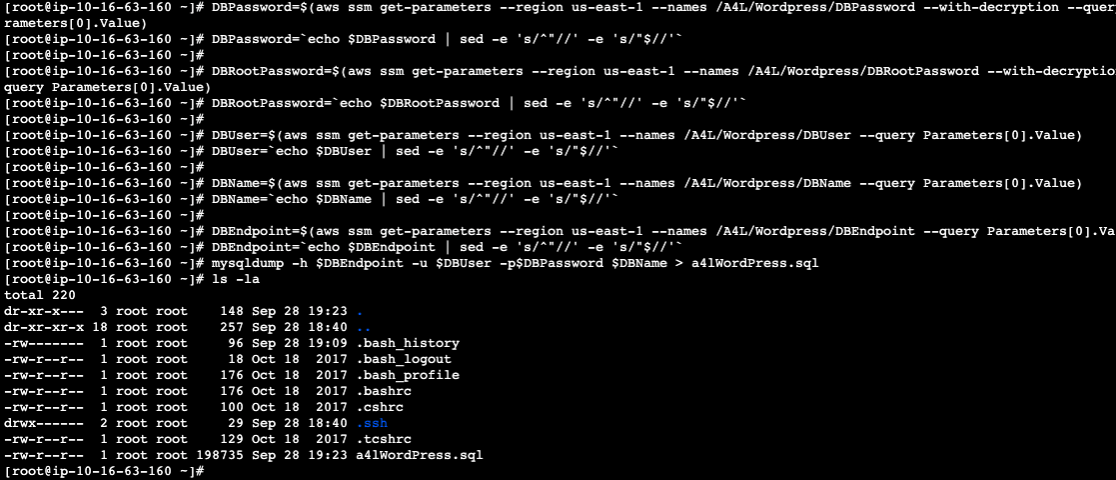 [root@ip-10-16-63-160 ~]# DBPassword=$(aws ssm get-parameters --region us-east-1 --names /A4L/Wordpress/DBPassword --with-decryption --quer
rameters[0].Value)
[root@ip-10-16-63-160 ~]# DBPassword=`echo $DBPassword | sed -e 's/^"//' -e 's/"$//'`
[root@ip-10-16-63-160 ~]#
[root@ip-10-16-63-160 ~]# DBRootPassword=$(aws ssm get-parameters --region us-east-1 --names /A4L/Wordpress/DBRootPassword --with-decryptio
query Parameters[0].Value)
[root@ip-10-16-63-160 ~]# DBRootPassword=`echo $DBRootPassword | sed -e 's/^"//' -e 's/"$//'`
[root@ip-10-16-63-160 ~]#
[root@ip-10-16-63-160 ~]# DBUser=$(aws ssm get-parameters --region us-east-1 --names /A4L/Wordpress/DBUser --query Parameters[0].Value)
[root@ip-10-16-63-160 ~]# DBUser=`echo $DBUser | sed -e 's/^"//' -e 's/"$//'`
[root@ip-10-16-63-160 ~]#
[root@ip-10-16-63-160 ~]# DBName=$(aws ssm get-parameters --region us-east-1 --names /A4L/Wordpress/DBName --query Parameters[0].Value)
[root@ip-10-16-63-160 ~]# DBName=`echo $DBName | sed -e 's/^"//' -e 's/"$//'`
[root@ip-10-16-63-160 ~]#
[root@ip-10-16-63-160 ~]# DBEndpoint=$(aws ssm get-parameters --region us-east-1 --names /A4L/Wordpress/DBEndpoint --query Parameters[0].Va
[root@ip-10-16-63-160 ~]# DBEndpoint=`echo $DBEndpoint | sed -e 's/^"//' -e 's/"$//'`
[root@ip-10-16-63-160 ~]# mysqldump -h $DBEndpoint -u $DBUser -p$DBPassword $DBName > a4lWordPress.sql
[root@ip-10-16-63-160 ~]# ls -la
total 220
dr-xr-x---  3 root root    148 Sep 28 19:23 .
dr-xr-xr-x 18 root root    257 Sep 28 18:40 ..
-rw-------  1 root root     96 Sep 28 19:09 .bash_history
-rw-r--r--  1 root root     18 Oct 18  2017 .bash_logout
-rw-r--r--  1 root root    176 Oct 18  2017 .bash_profile
-rw-r--r--  1 root root    176 Oct 18  2017 .bashrc
-rw-r--r--  1 root root    100 Oct 18  2017 .cshrc
drwx------  2 root root     29 Sep 28 18:40 .ssh
-rw-r--r--  1 root root    129 Oct 18  2017 .tcshrc
-rw-r--r--  1 root root 198735 Sep 28 19:23 a4lWordPress.sql
[root@ip-10-16-63-160 ~]#